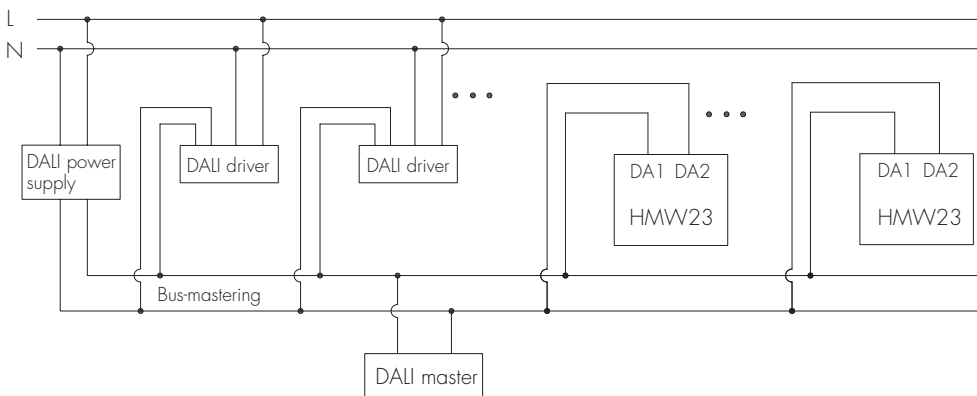 L
N
DALI power
supply
DALI driver
DALI driver
DA1 DA2
HMW23
DA1 DA2
HMW23
Bus-mastering
DALI master